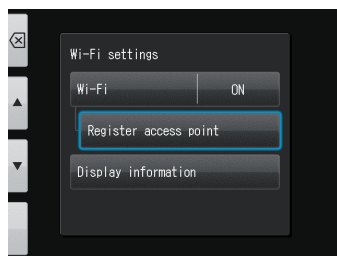 Wi-Fi settings
Wi-Fi ON
Register access point
Display information